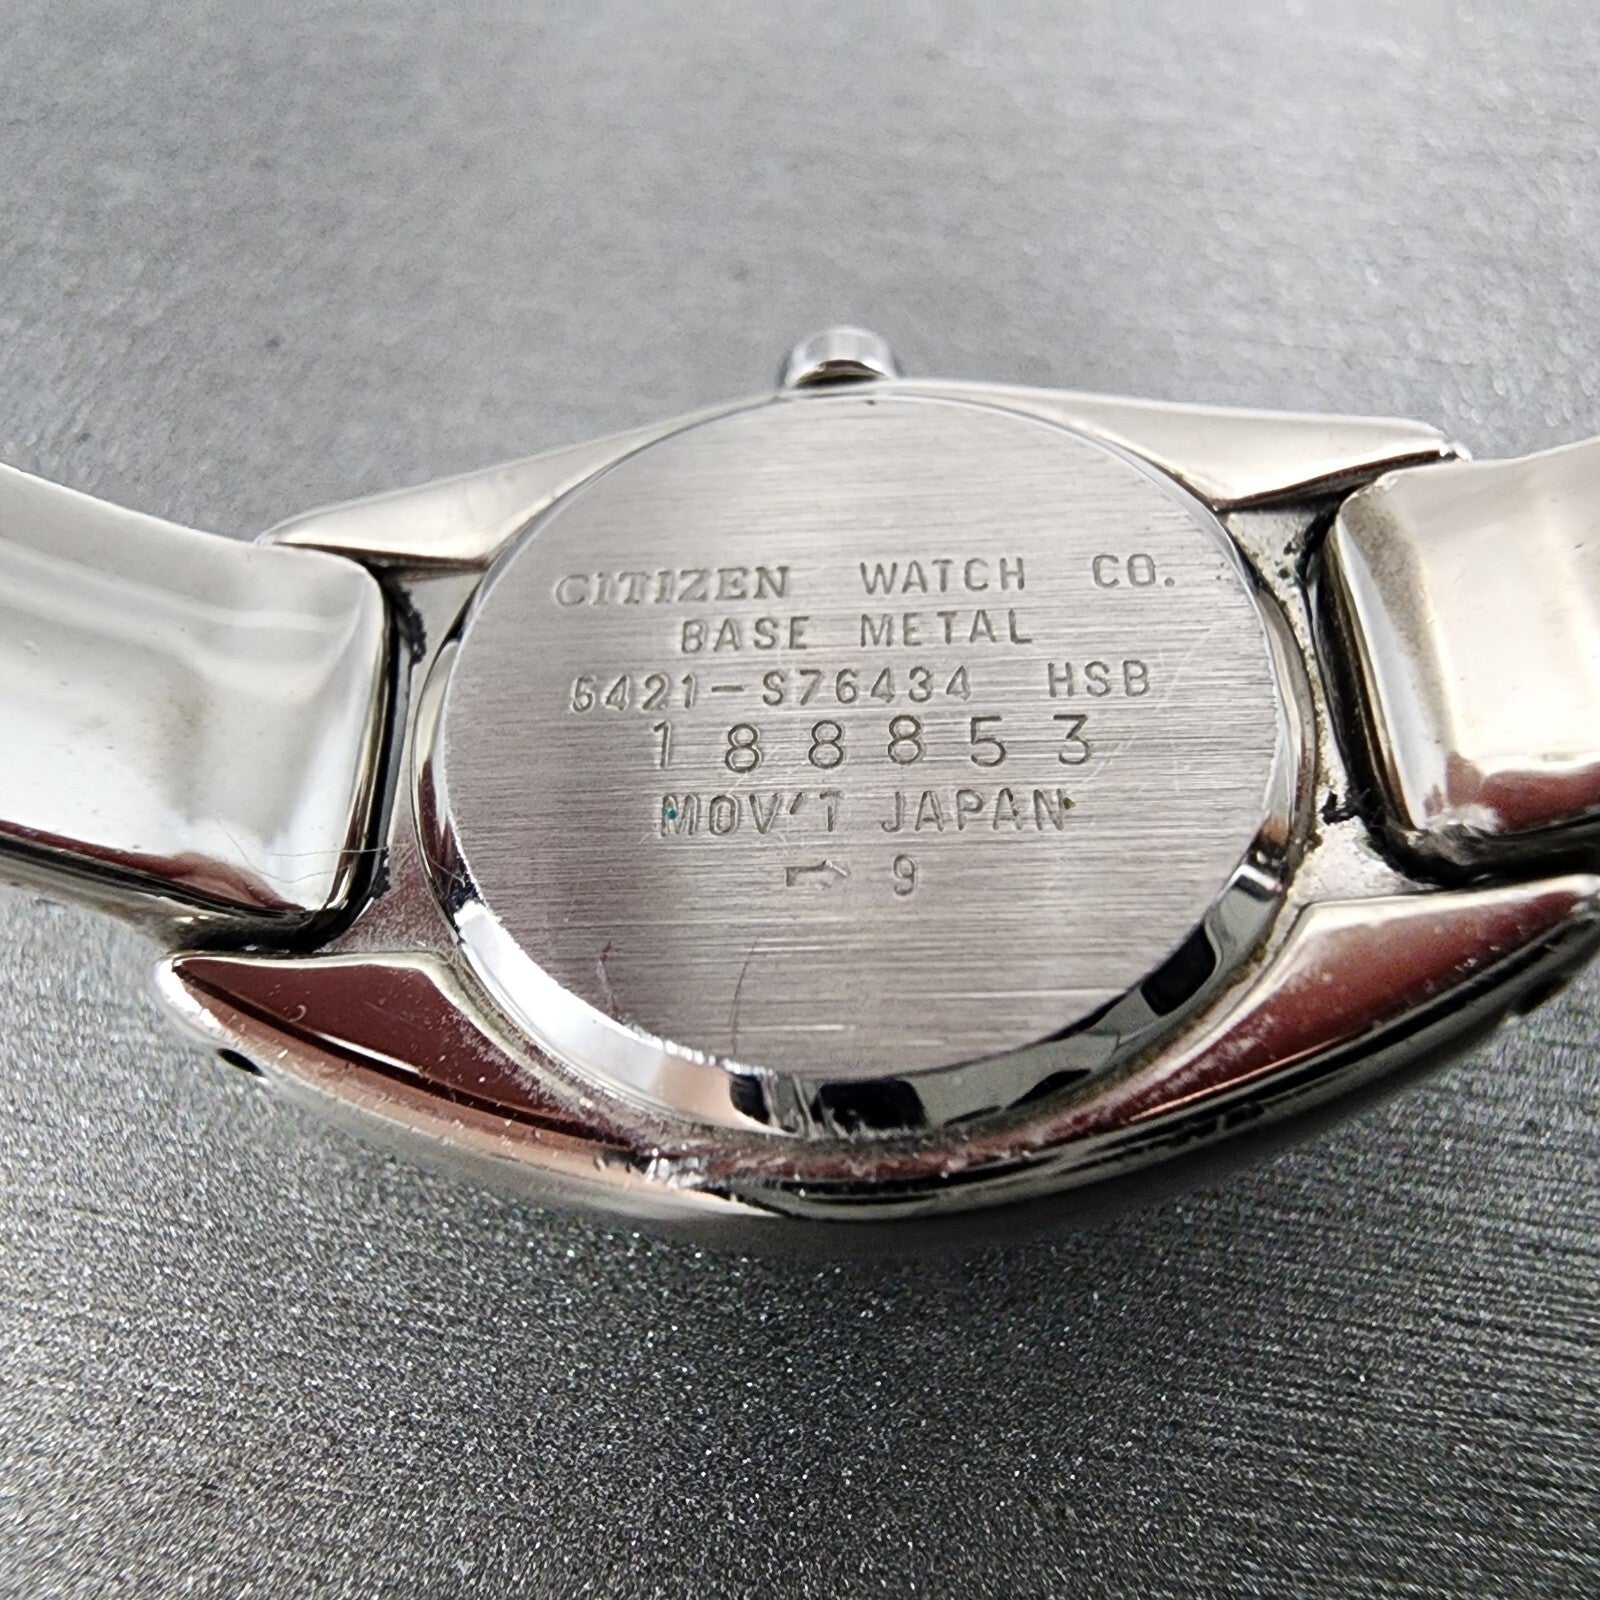 CITIZEN WATCH CO.
BASE METAL
5421-S76434 HSB
188853
MOV'T JAPAN
9